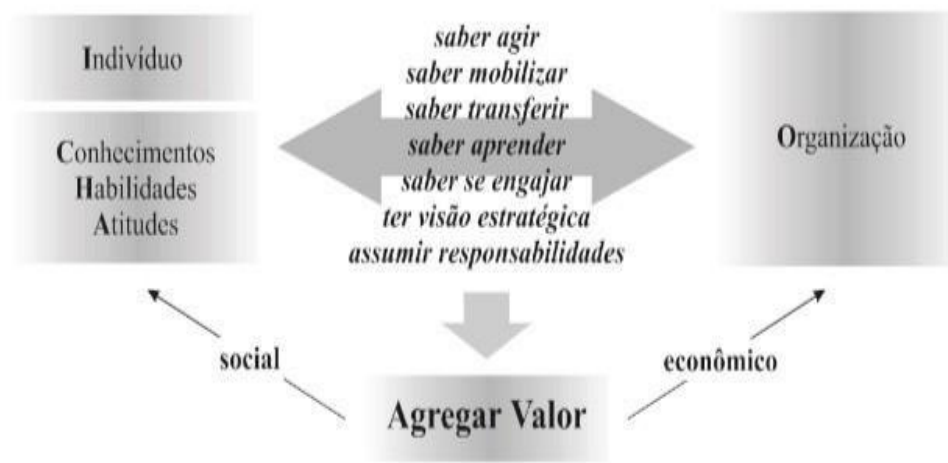 Indivíduo
Conhecimentos
Habilidades
Atitudes
saber agir
saber mobilizar
saber transferir
saber aprender
saber se engajar
ter visão estratégica
assumir responsabilidades
Organização
social
econômico
Agregar Valor